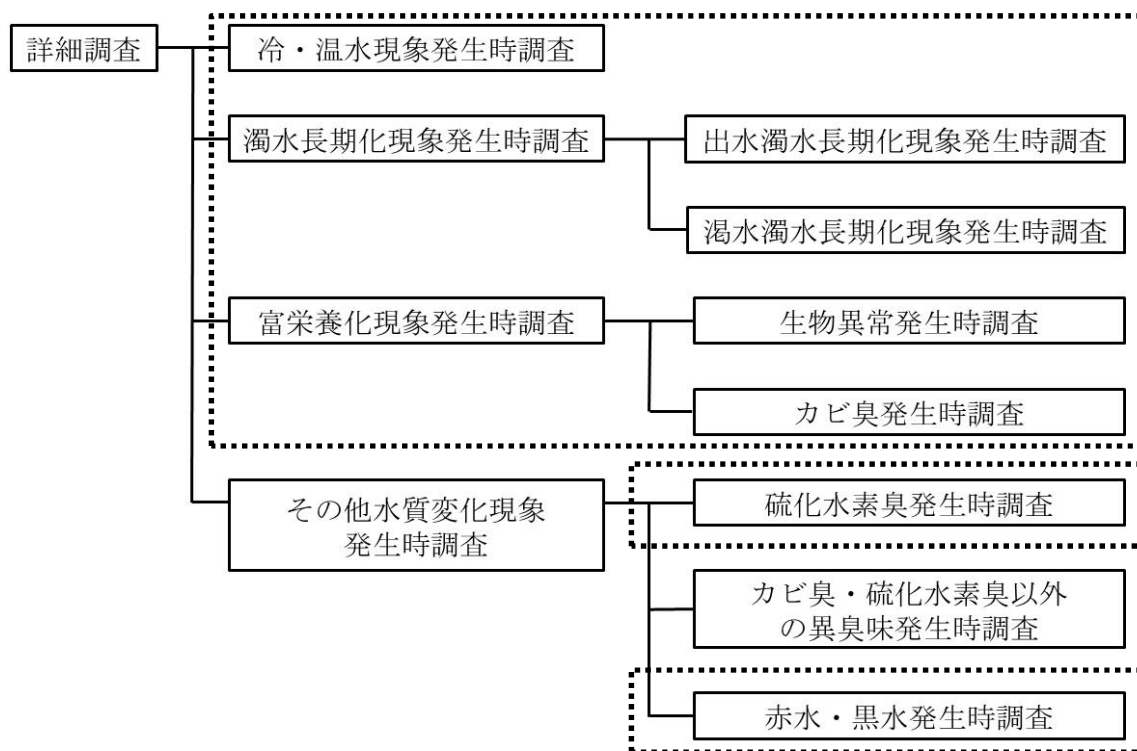 詳細調査
冷・温水現象発生時調査
濁水長期化現象発生時調査
出水濁水長期化現象発生時調査
渇水濁水長期化現象発生時調査
富栄養化現象発生時調査
生物異常発生時調査
カビ臭発生時調査
その他水質変化現象
発生時調査
硫化水素臭発生時調査
カビ臭・硫化水素臭以外
の異臭味発生時調査
赤水・黒水発生時調査